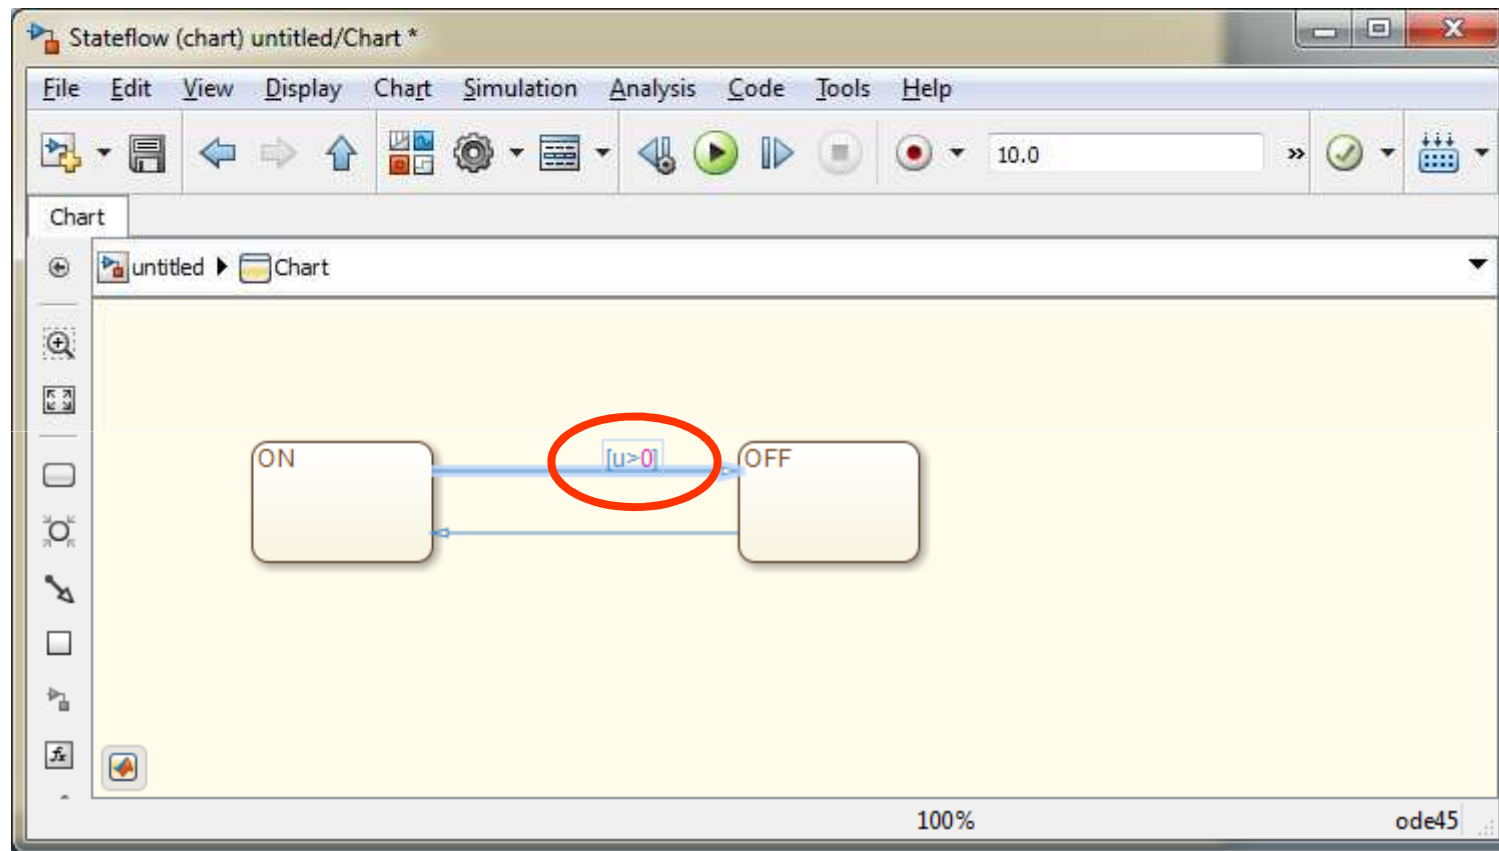 Stateflow (chart) untitled/Chart *
File Edit View Display Chart Simulation Analysis Code Tools Help
10.0 »
Chart
untitled Chart
ON [u>0] OFF
fx
100% ode45